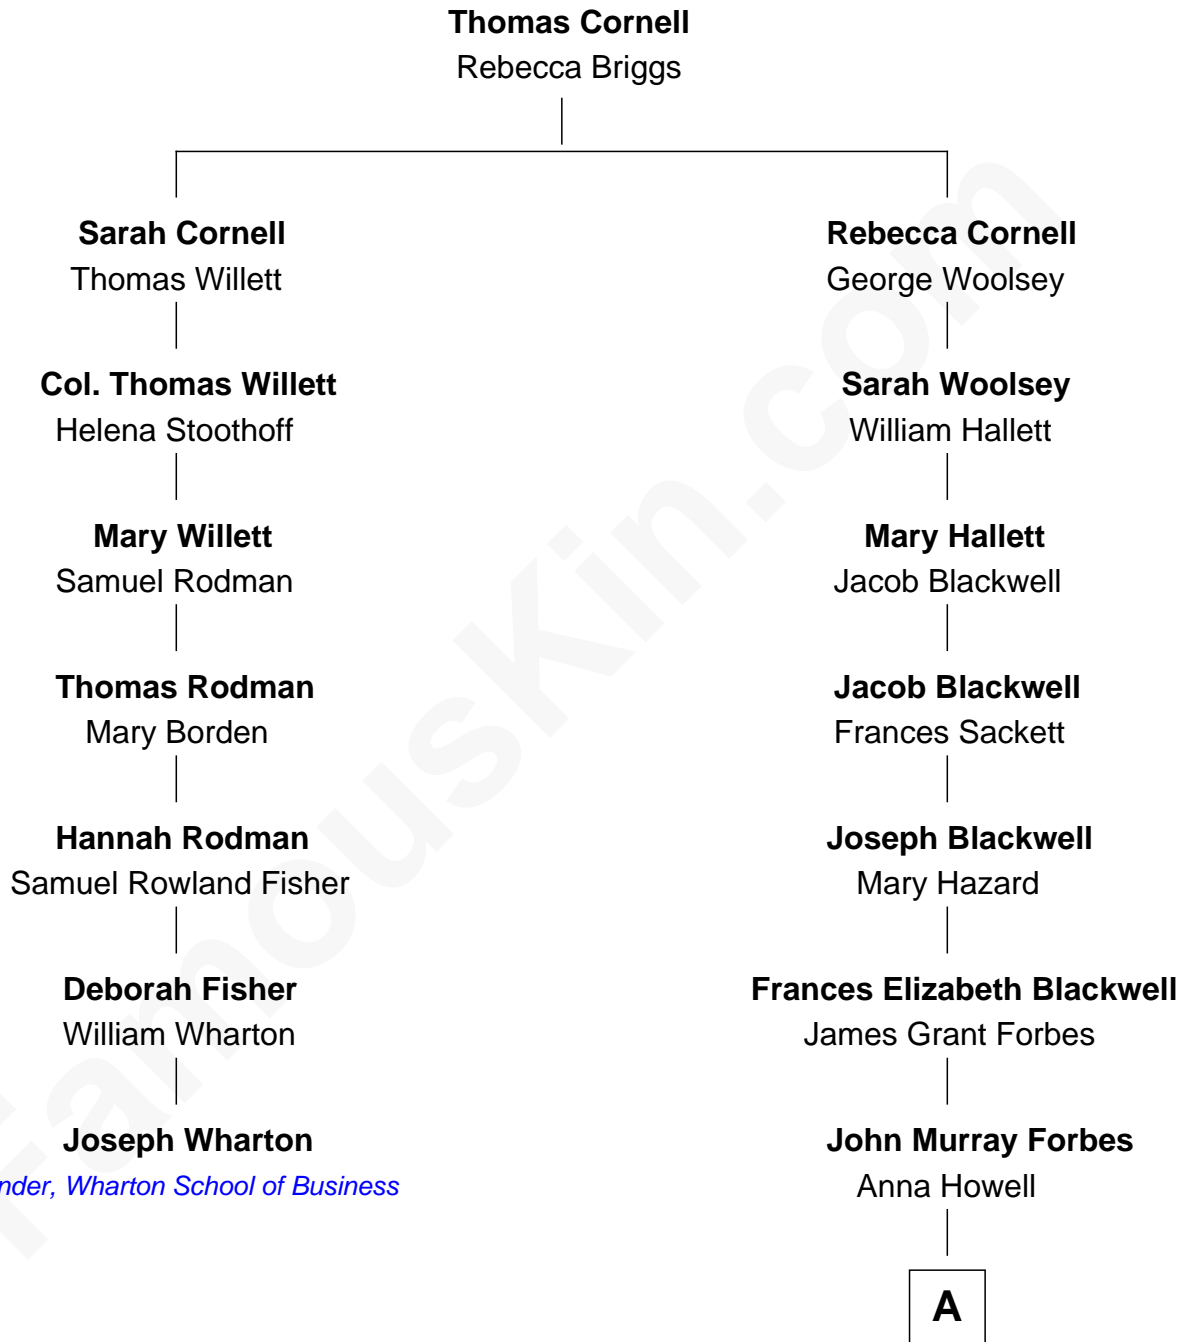 Thomas Cornell
Rebecca Briggs
Sarah Cornell
Thomas Willett
Col. Thomas Willett
Helena Stoothoff
Mary Willett
Samuel Rodman
Thomas Rodman
Mary Borden
Hannah Rodman
Samuel Rowland Fisher
Deborah Fisher
William Wharton
Joseph Wharton
nder, Wharton School of Business
Rebecca Cornell
George Woolsey
Sarah Woolsey
William Hallett
Mary Hallett
Jacob Blackwell
Jacob Blackwell
Frances Sackett
Joseph Blackwell
Mary Hazard
Frances Elizabeth Blackwell
James Grant Forbes
John Murray Forbes
Anna Howell
A
FamousKin.com